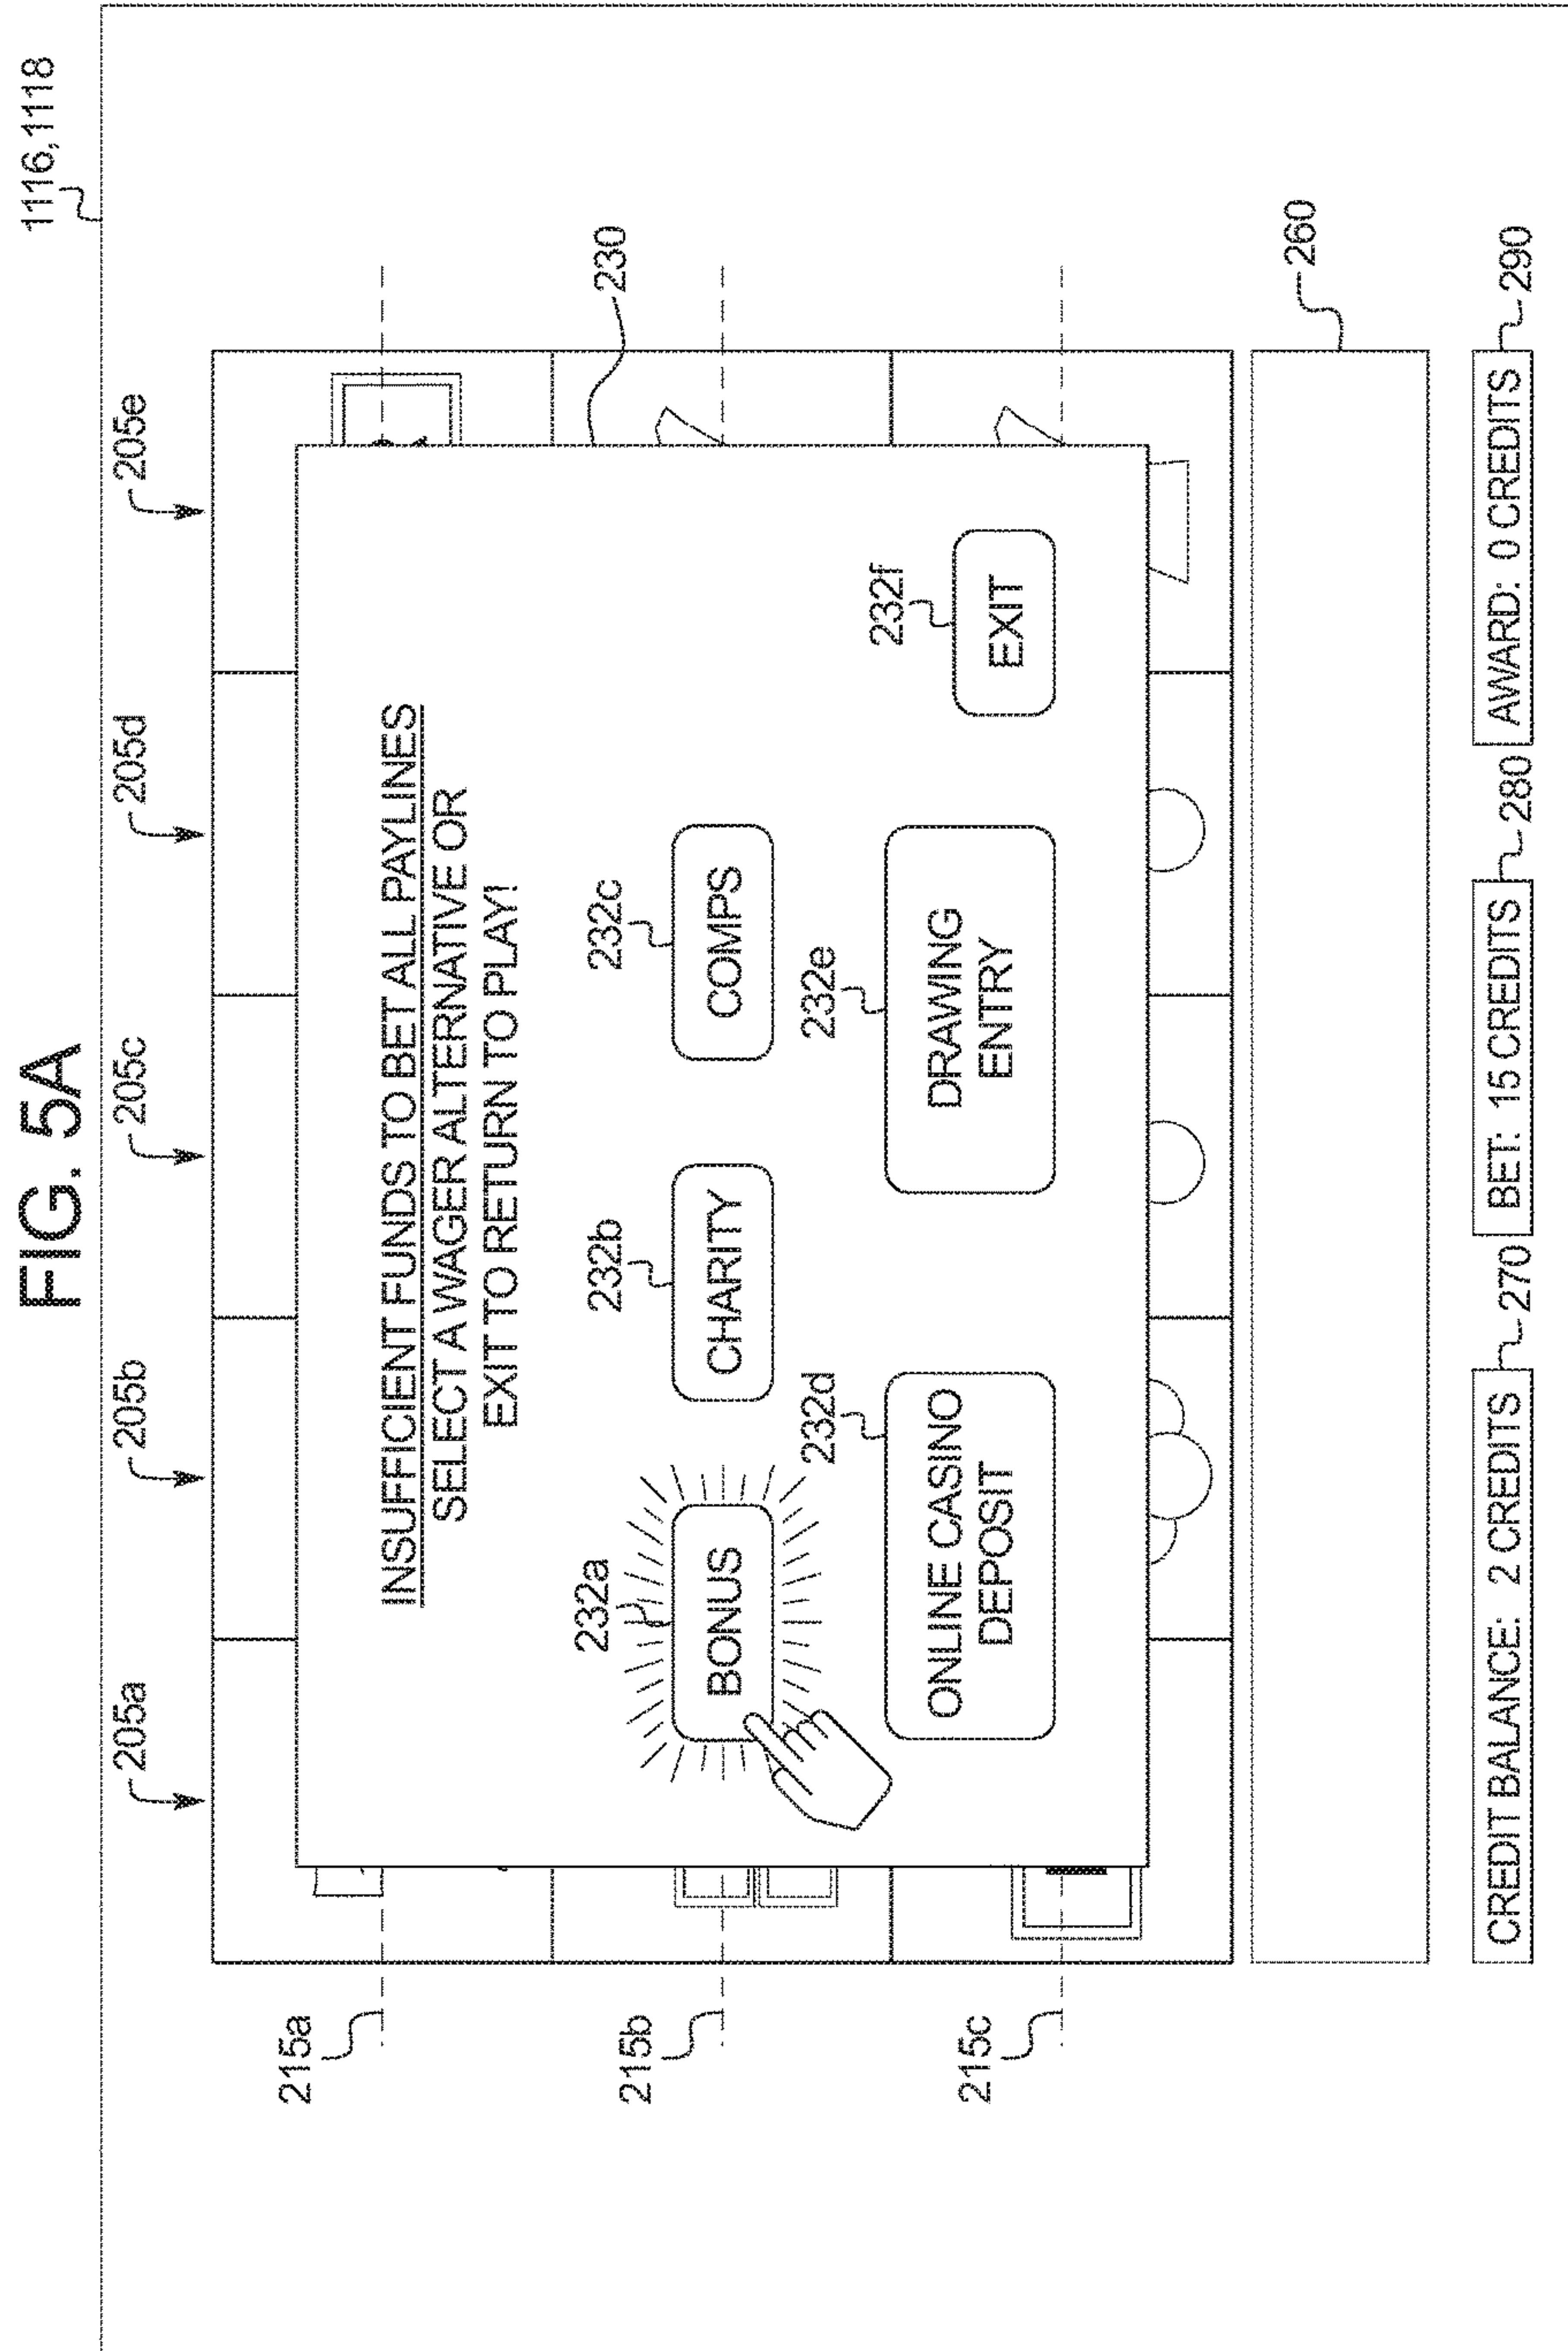 FIG. 5A
1116,1118
205a
205b
205c
205d
205e
215a
215b
215c
230
INSUFFICIENT FUNDS TO BET ALL PAYLINES
SELECT A WAGER ALTERNATIVE OR
EXIT TO RETURN TO PLAY!
232a
232b
232c
BONUS
CHARITY
COMPS
232d
232e
232f
ONLINE CASINO
DEPOSIT
DRAWING
ENTRY
EXIT
260
CREDIT BALANCE: 2 CREDITS
270
BET: 15 CREDITS
280
AWARD: 0 CREDITS
290